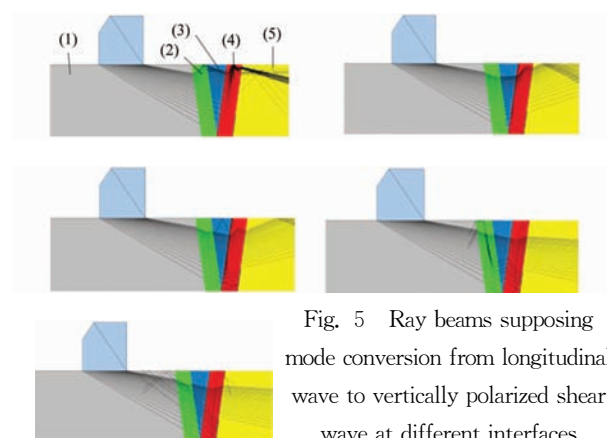 (1)
(2)
(3)
(4)
(5)
Fig. 5 Ray beams supposing
mode conversion from longitudinal
wave to vertically polarized shear
wave at different interfaces